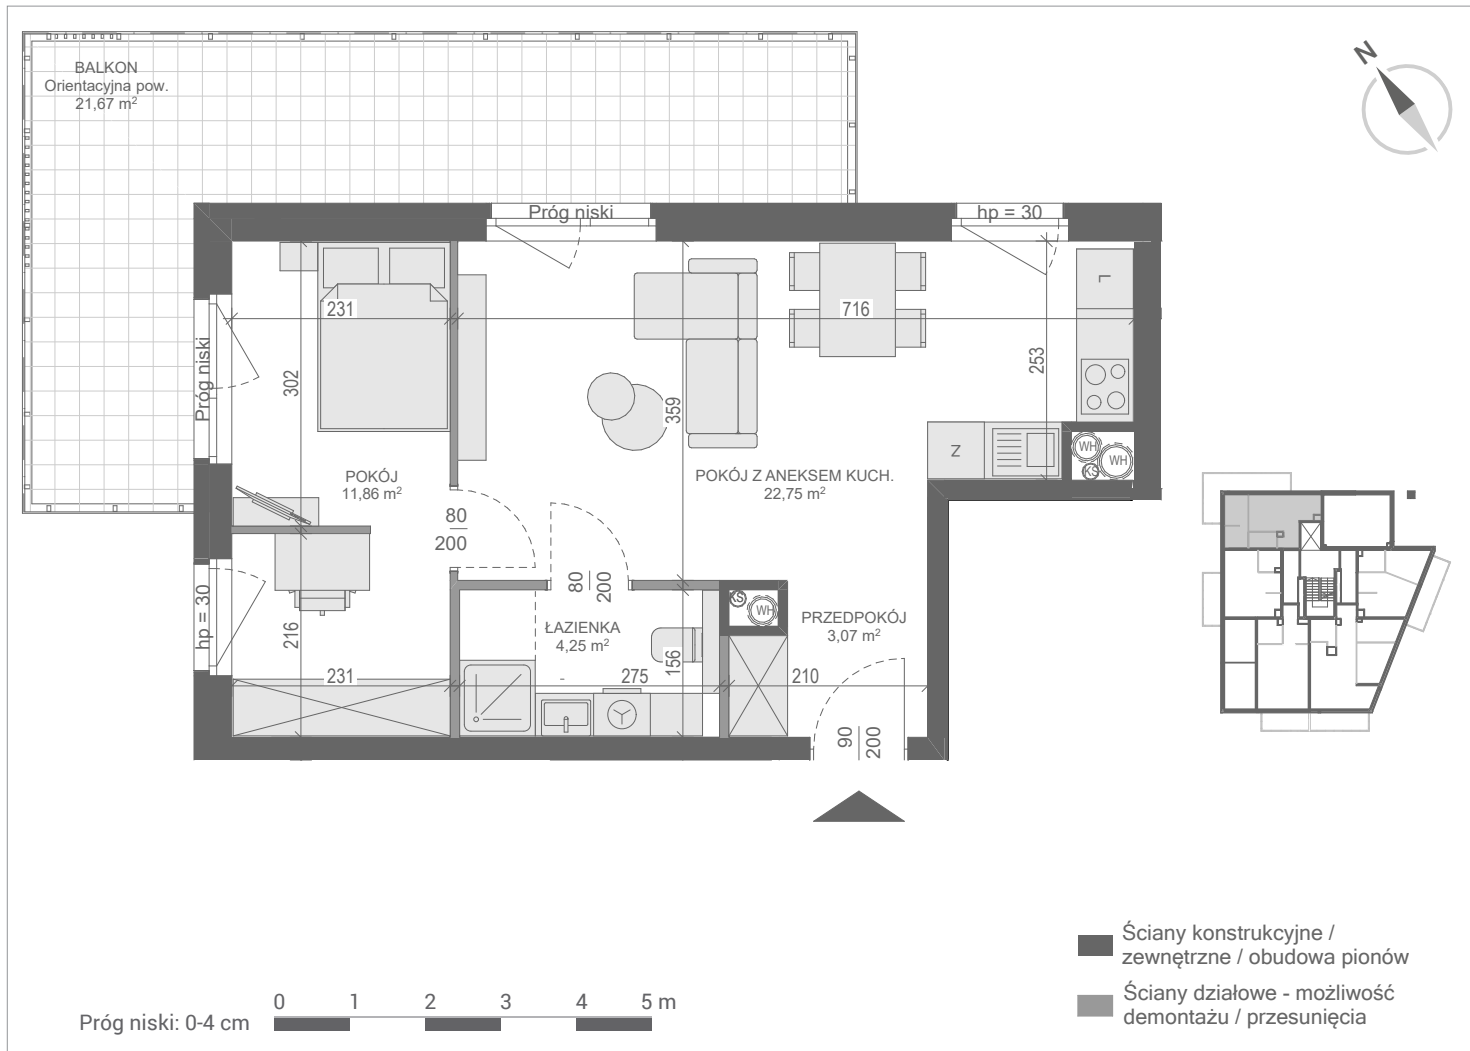 BALKON
Orientacyjna pow.
21,67 m²
N
Próg niski
hp = 30
L
231
716
302
359
253
Próg niski
POKÓJ
11,86 m²
POKÓJ Z ANEKSEM KUCH.
22,75 m²
Z
WH
WH
KS
80
200
80
200
hp = 30
216
ŁAZIENKA
4,25 m²
156
KS
WH
PRZEDPOKÓJ
3,07 m²
231
275
210
90
200
Ściany konstrukcyjne /
zewnętrzne / obudowa pionów
Ściany działowe - możliwość
demontażu / przesunięcia
Próg niski: 0-4 cm
0 1 2 3 4 5 m